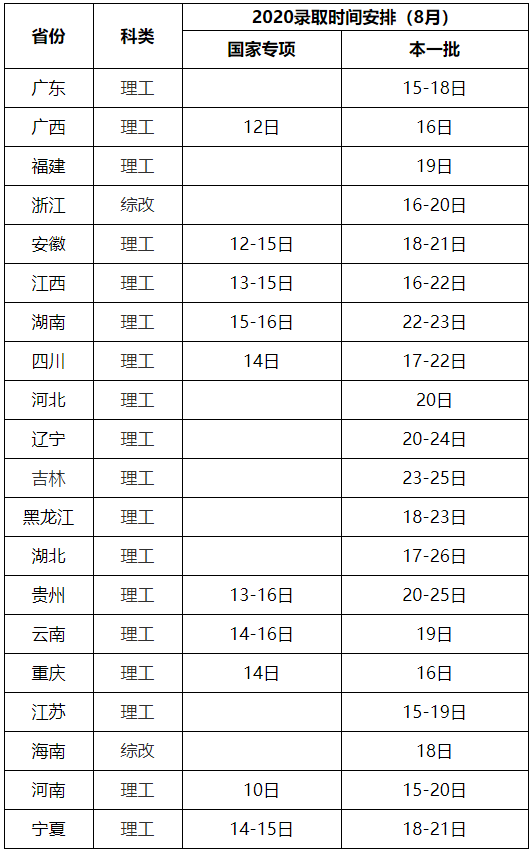 省份 科类 2020录取时间安排（8月）
国家专项 本一批
广东 理工 15-18日
广西 理工 12日 16日
福建 理工 19日
浙江 综改 16-20日
安徽 理工 12-15日 18-21日
江西 理工 13-15日 16-22日
湖南 理工 15-16日 22-23日
四川 理工 14日 17-22日
河北 理工 20日
辽宁 理工 20-24日
吉林 理工 23-25日
黑龙江 理工 18-23日
湖北 理工 17-26日
贵州 理工 13-16日 20-25日
云南 理工 14-16日 19日
重庆 理工 14日 16日
江苏 理工 15-19日
海南 综改 18日
河南 理工 10日 15-20日
宁夏 理工 14-15日 18-21日